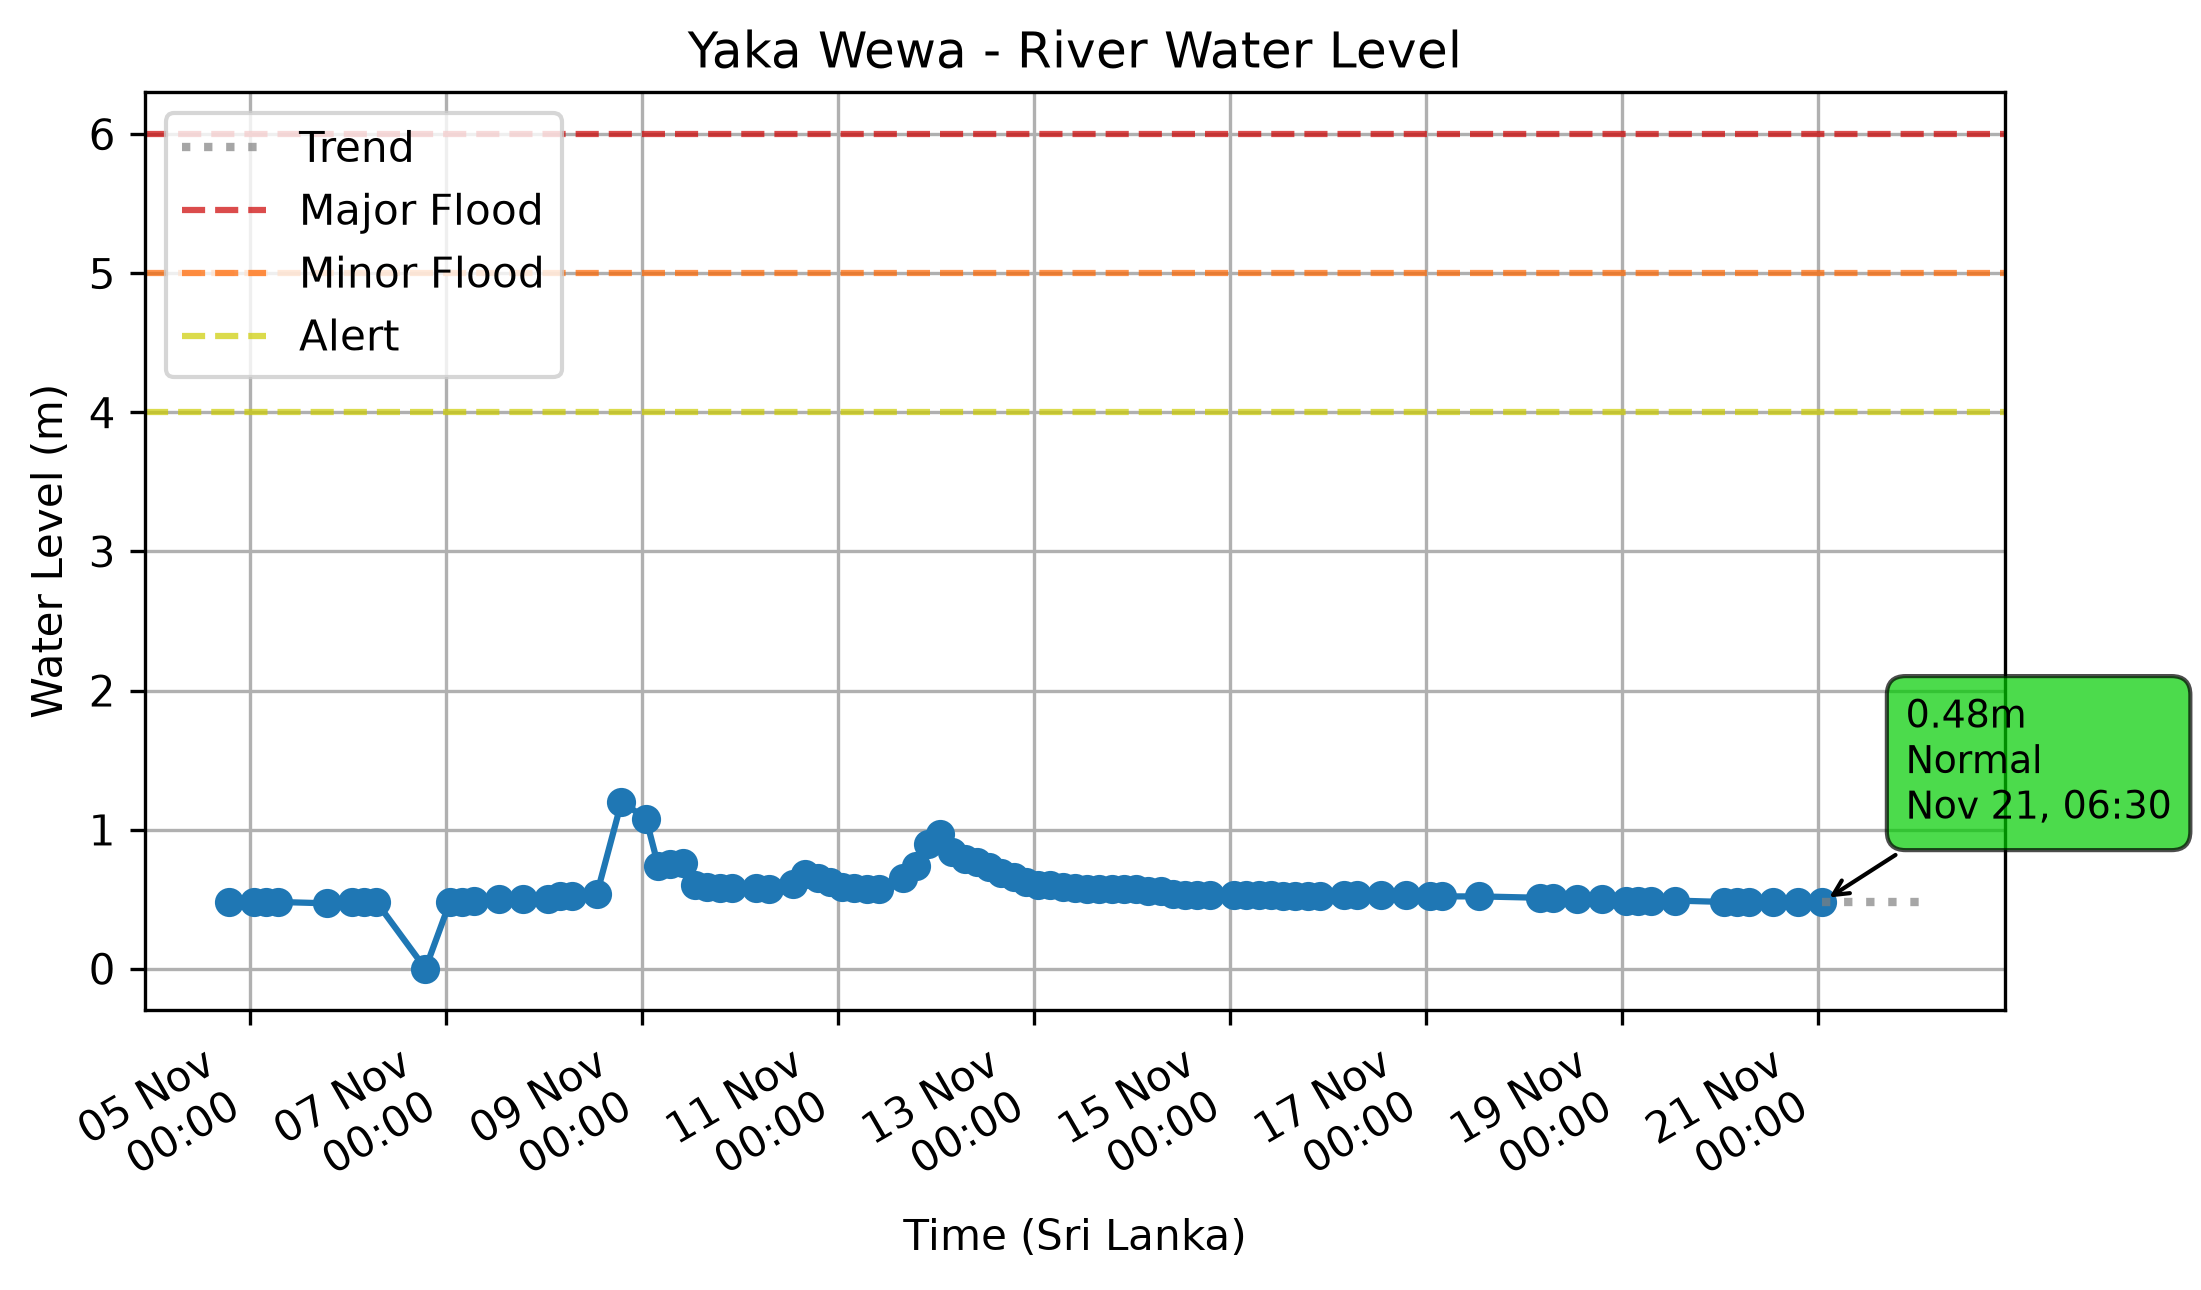 Yaka Wewa - River Water Level
Trend
Major Flood
Minor Flood
Alert
Water Level (m)
6
5
4
3
2
1
0
0.48m
Normal
Nov 21, 06:30
05 Nov
00:00
07 Nov
00:00
09 Nov
00:00
11 Nov
00:00
13 Nov
00:00
15 Nov
00:00
17 Nov
00:00
19 Nov
00:00
21 Nov
00:00
Time (Sri Lanka)